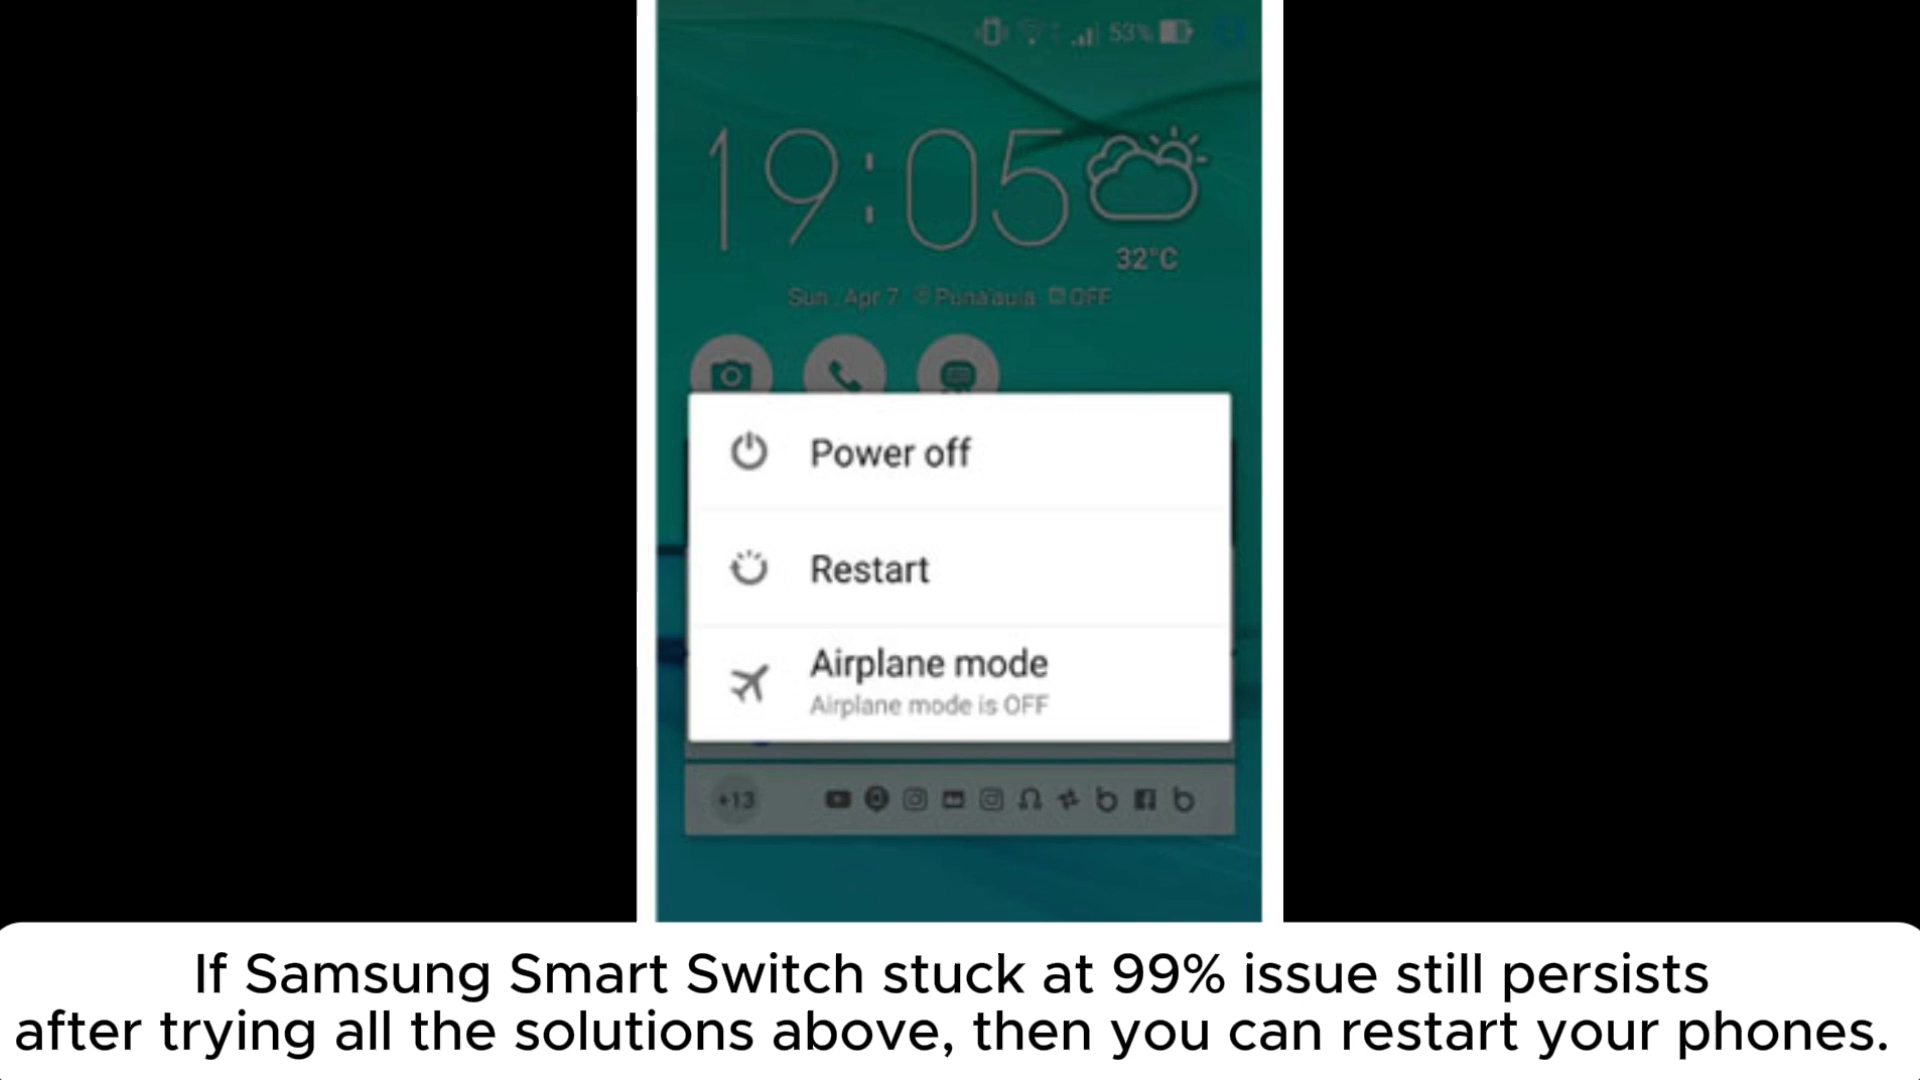 53%
19:05
32°C
Sun, Apr 7 Puna'auia OFF
Power off
Restart
Airplane mode
Airplane mode is OFF
+13
If Samsung Smart Switch stuck at 99% issue still persists
after trying all the solutions above, then you can restart your phones.